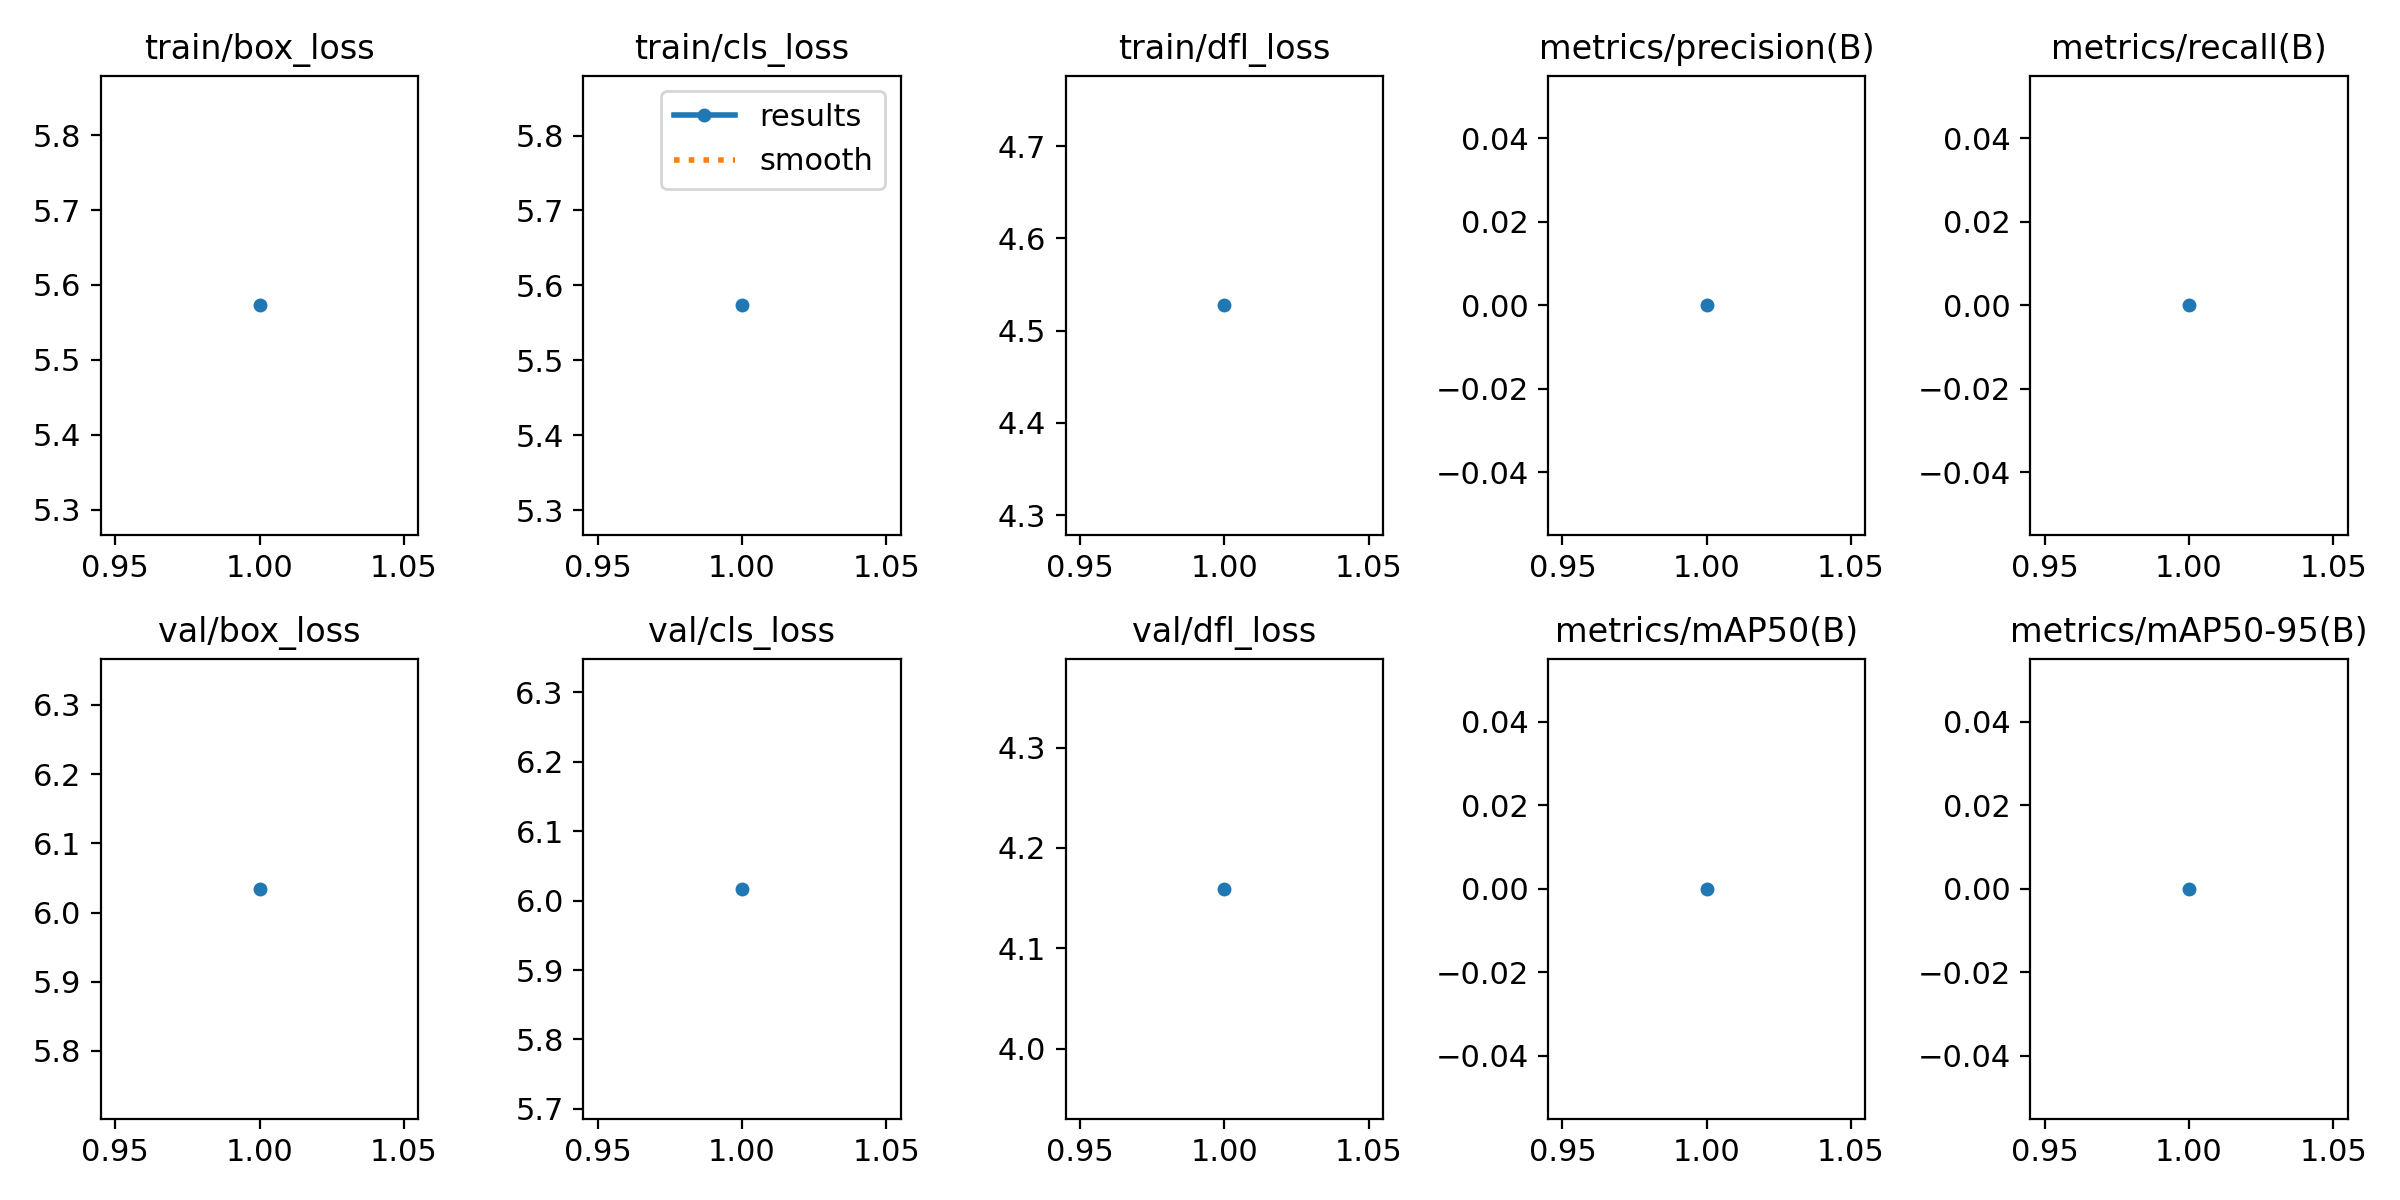 train/box_loss train/cls_loss train/dfl_loss metrics/precision(B) metrics/recall(B)
results
smooth
5.8 5.8 4.7 0.04 0.04
5.7 5.7 4.6 0.02 0.02
5.6 5.6 4.5 0.00 0.00
5.5 5.5 4.4 −0.02 −0.02
5.4 5.4 4.3 −0.04 −0.04
5.3 5.3
0.95 1.00 1.05 0.95 1.00 1.05 0.95 1.00 1.05 0.95 1.00 1.05 0.95 1.00 1.05
val/box_loss val/cls_loss val/dfl_loss metrics/mAP50(B) metrics/mAP50-95(B)
6.3 6.3 4.3 0.04 0.04
6.2 6.2 4.2 0.02 0.02
6.1 6.1 4.1 0.00 0.00
6.0 6.0 4.0 −0.02 −0.02
5.9 5.9 −0.04 −0.04
5.8 5.8
5.7
0.95 1.00 1.05 0.95 1.00 1.05 0.95 1.00 1.05 0.95 1.00 1.05 0.95 1.00 1.05